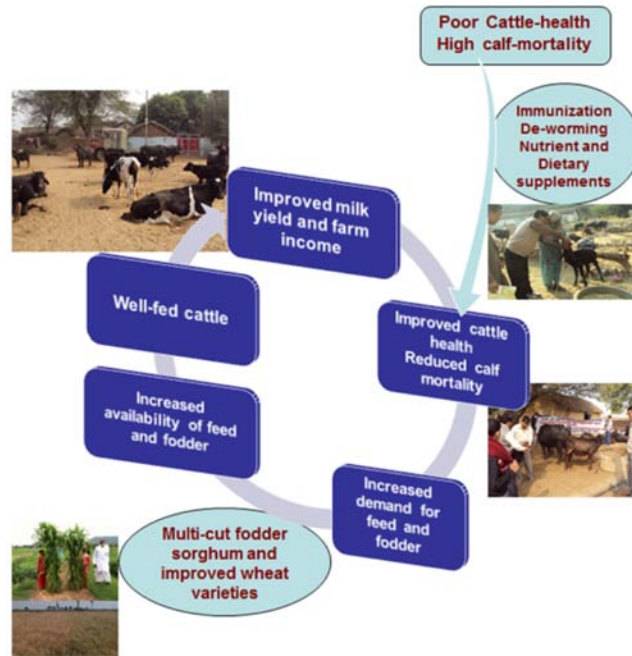 Poor Cattle-health
High calf-mortality
Immunization
De-worming
Nutrient and
Dietary
supplements
Improved milk
yield and farm
income
Well-fed cattle
Improved cattle
health
Reduced calf
mortality
Increased
availability of feed
and fodder
Increased
demand for
feed and
fodder
Multi-cut fodder
sorghum and
improved wheat
varieties